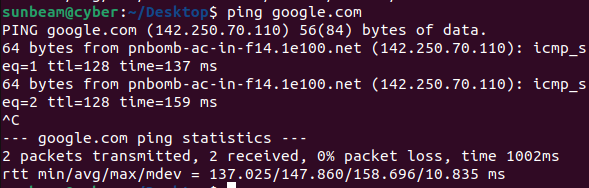 sunbeam@cyber:~/Desktop$ ping google.com
PING google.com (142.250.70.110) 56(84) bytes of data.
64 bytes from pnbomb-ac-in-f14.1e100.net (142.250.70.110): icmp_s
eq=1 ttl=128 time=137 ms
64 bytes from pnbomb-ac-in-f14.1e100.net (142.250.70.110): icmp_s
eq=2 ttl=128 time=159 ms
^C
--- google.com ping statistics ---
2 packets transmitted, 2 received, 0% packet loss, time 1002ms
rtt min/avg/max/mdev = 137.025/147.860/158.696/10.835 ms
sunbeam@cyber:~/Desktop$